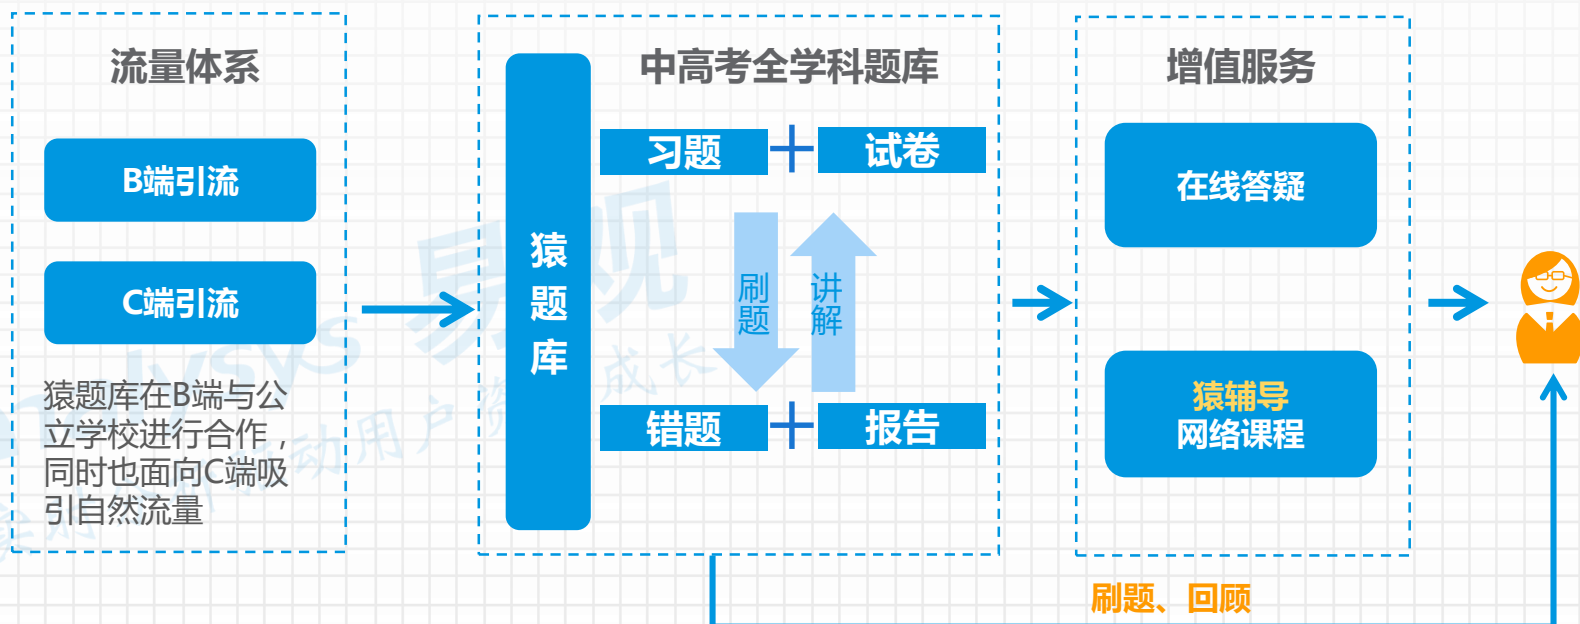 流量体系
B端引流
C端引流
猿题库在B端与公
立学校进行合作，
同时也面向C端吸
引自然流量
猿
题
库
中高考全学科题库
习题
试卷
刷
题
讲
解
错题
报告
增值服务
在线答疑
猿辅导
网络课程
刷题、回顾
易观